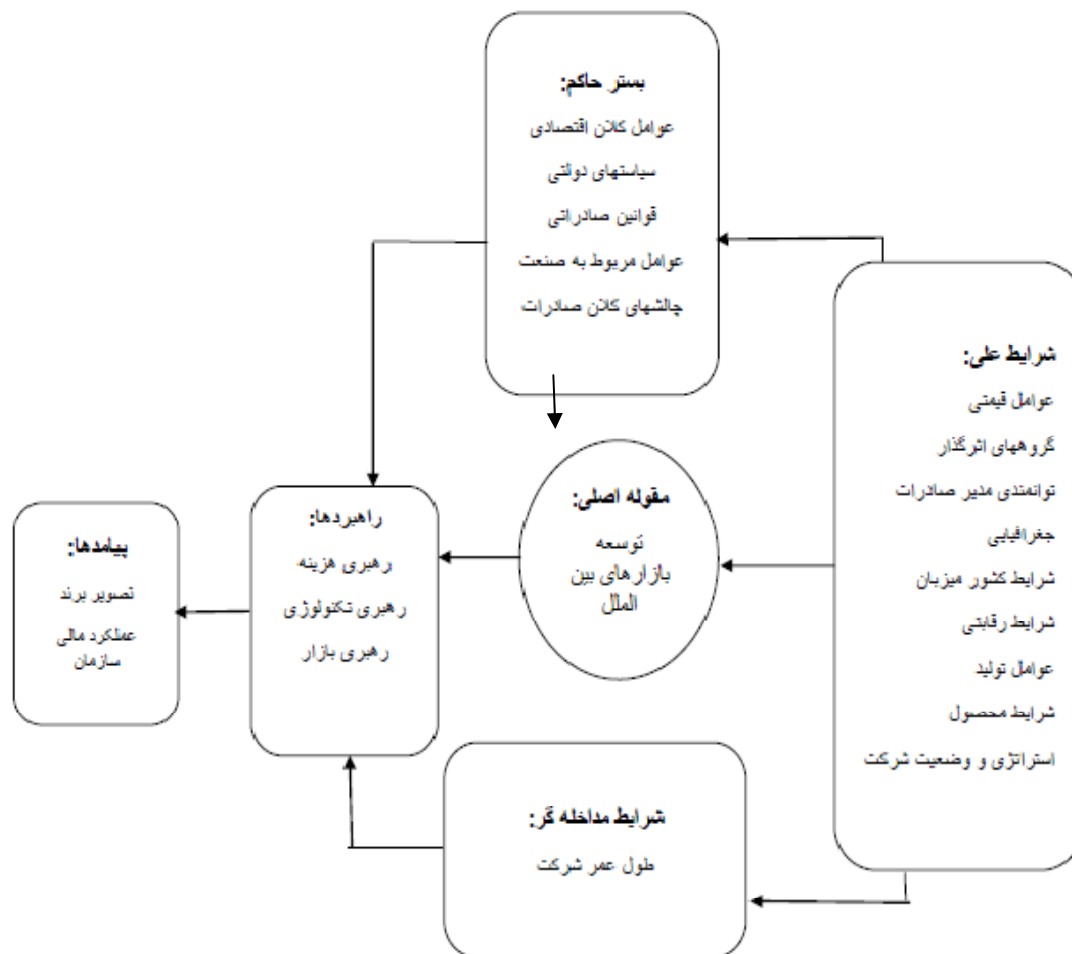 بستر حاکم:
عوامل کلان اقتصادی
سیاستهای دولتی
قوانین صادراتی
عوامل مربوط به صنعت
چالشهای کلان صادرات
شرایط علی:
عوامل قیمتی
گروههای اثرگذار
توانمندی مدیر صادرات
جغرافیایی
شرایط کشور میزبان
شرایط رقابتی
عوامل تولید
شرایط محصول
استراتژی و وضعیت شرکت
مقوله اصلی:
توسعه
بازارهای بین
الملل
راهبردها:
رهبری هزینه
رهبری تکنولوژی
رهبری بازار
پیامدها:
تصویر برند
عملکرد مالی
سازمان
شرایط مداخله گر:
طول عمر شرکت